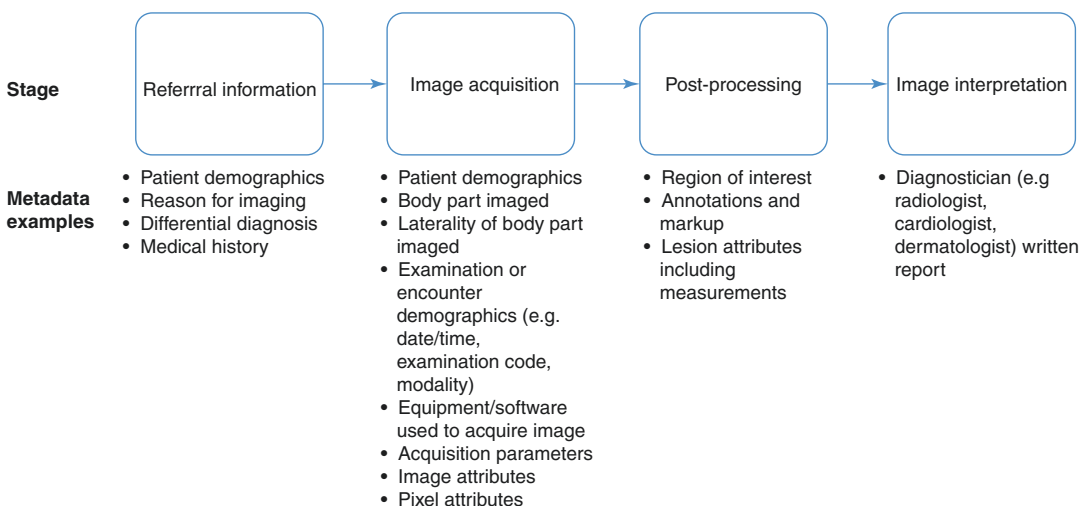 Stage
Referrral information
Image acquisition
Post-processing
Image interpretation
Metadata
examples
• Patient demographics
• Reason for imaging
• Differential diagnosis
• Medical history
• Patient demographics
• Body part imaged
• Laterality of body part
imaged
• Examination or
encounter
demographics (e.g.
date/time,
examination code,
modality)
• Equipment/software
used to acquire image
• Acquisition parameters
• Image attributes
• Pixel attributes
• Region of interest
• Annotations and
markup
• Lesion attributes
including
measurements
• Diagnostician (e.g
radiologist,
cardiologist,
dermatologist) written
report